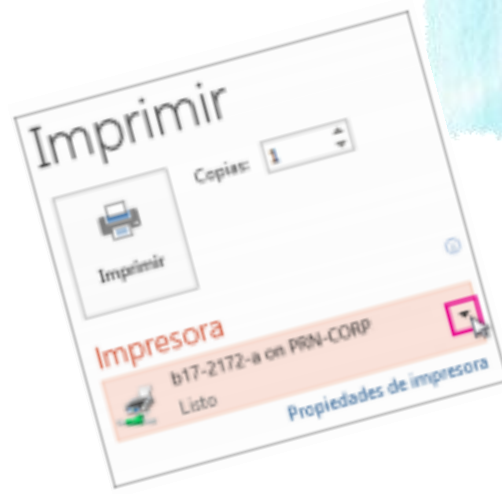 Imprimir
Copias: 1
Imprimir
Impresora
b17-2172-a on PRN-CORP
Listo
Propiedades de impresora